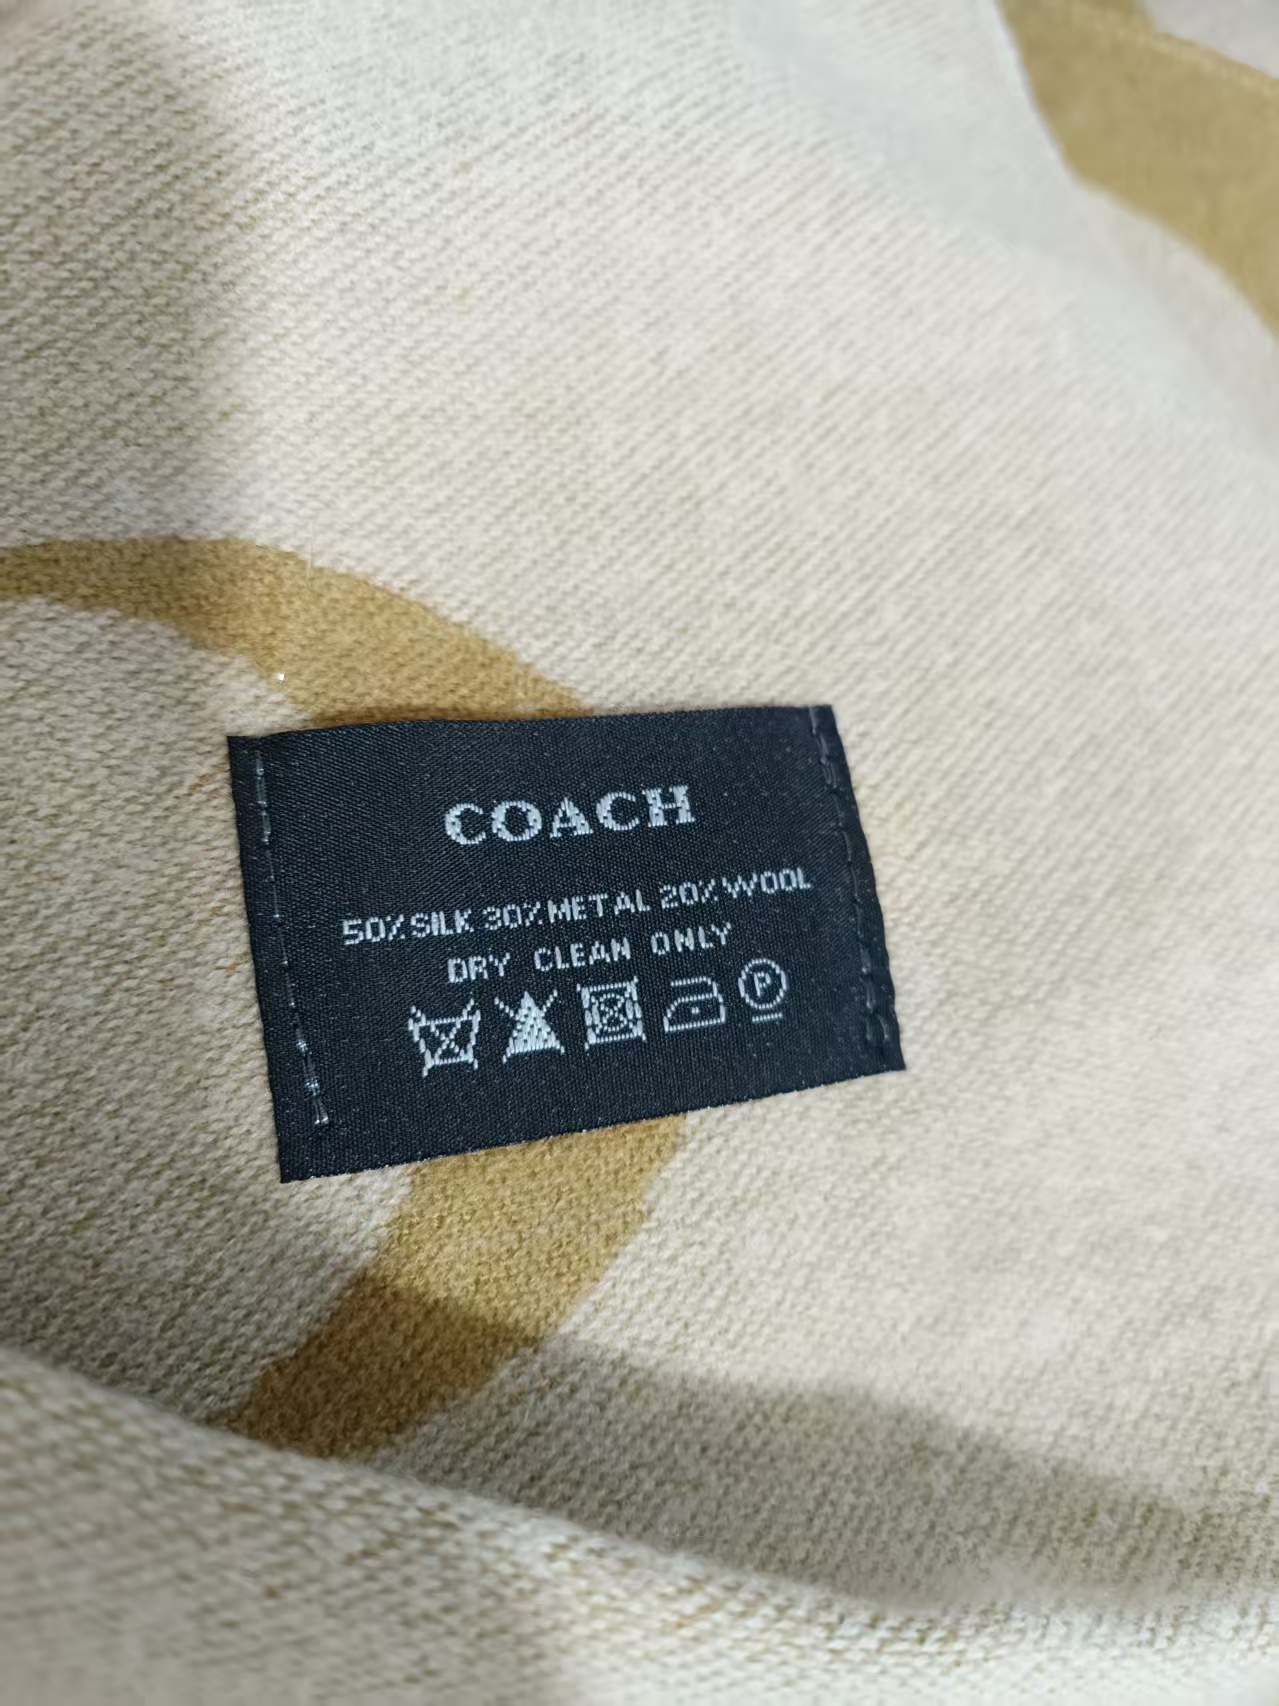 COACH
50% SILK 30% METAL 20% WOOL
DRY CLEAN ONLY
P